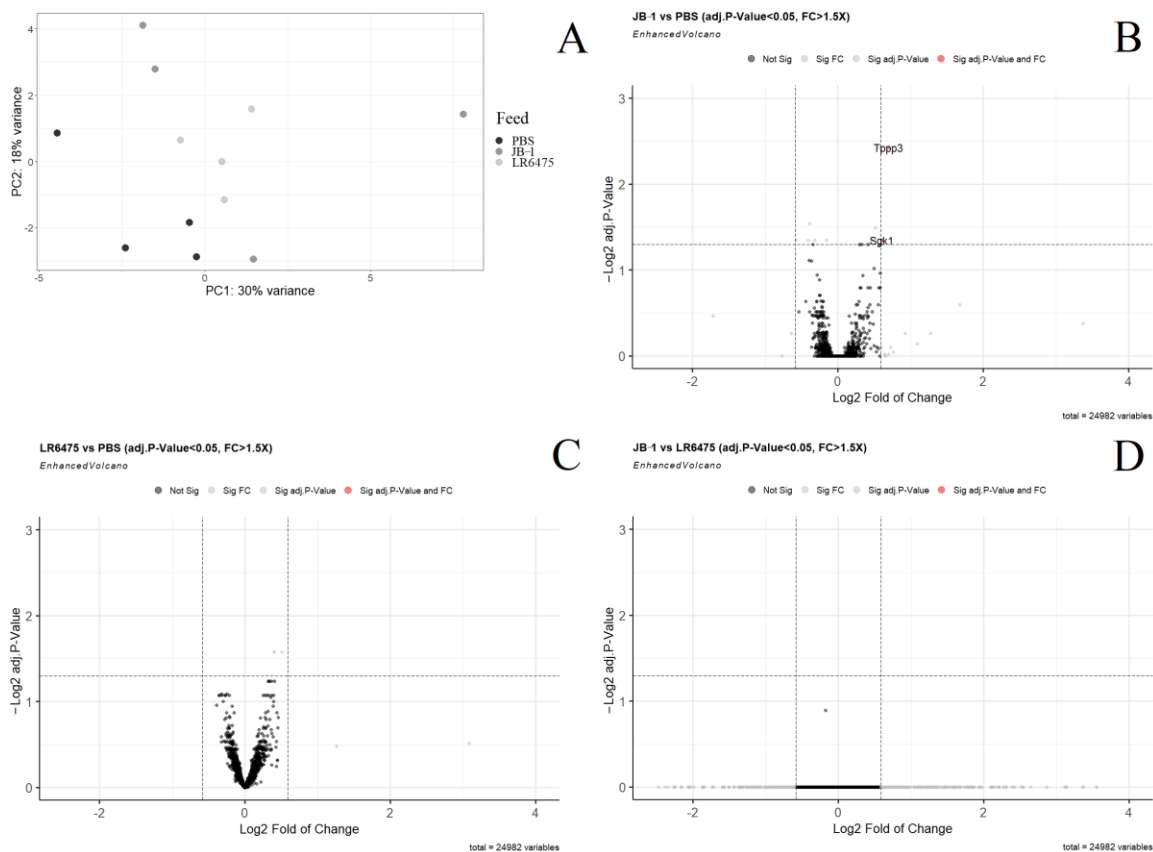 A
4
2
0
-2
-5
0
5
PC2: 18% variance
PC1: 30% variance
Feed
PBS
JB-1
LR6475
JB-1 vs PBS (adj.P-Value<0.05, FC>1.5X)
B
EnhancedVolcano
Not Sig Sig FC Sig adj.P-Value Sig adj.P-Value and FC
3
2
1
0
−Log2 adj.P-Value
Tppp3
Sgk1
-2 0 2 4
Log2 Fold of Change
total = 24982 variables
LR6475 vs PBS (adj.P-Value<0.05, FC>1.5X)
C
EnhancedVolcano
Not Sig Sig FC Sig adj.P-Value Sig adj.P-Value and FC
3
2
1
0
−Log2 adj.P-Value
-2 0 2 4
Log2 Fold of Change
total = 24982 variables
JB-1 vs LR6475 (adj.P-Value<0.05, FC>1.5X)
D
EnhancedVolcano
Not Sig Sig FC Sig adj.P-Value Sig adj.P-Value and FC
3
2
1
0
−Log2 adj.P-Value
-2 0 2 4
Log2 Fold of Change
total = 24982 variables